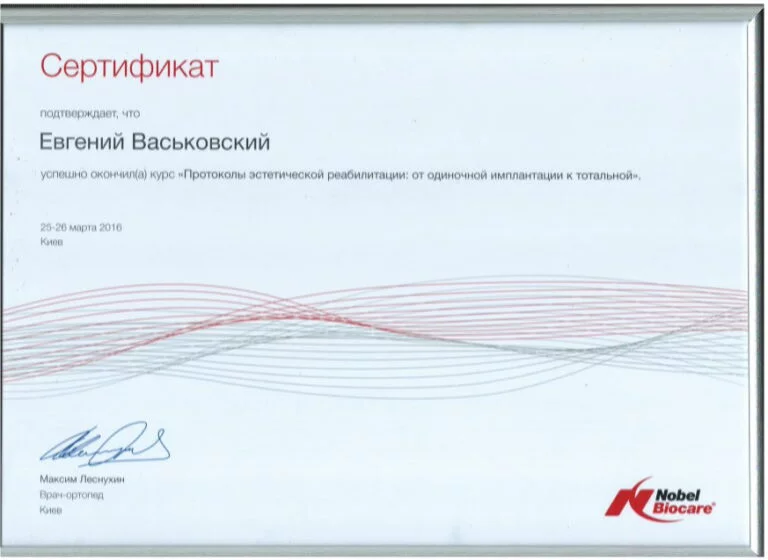 Сертификат
подтверждает, что
Евгений Васьковский
успешно окончил(а) курс «Протоколы эстетической реабилитации: от одиночной имплантации к тотальной».
25-26 марта 2016
Киев
Максим Леснухин
Врач-ортопед
Киев
Nobel
Biocare®